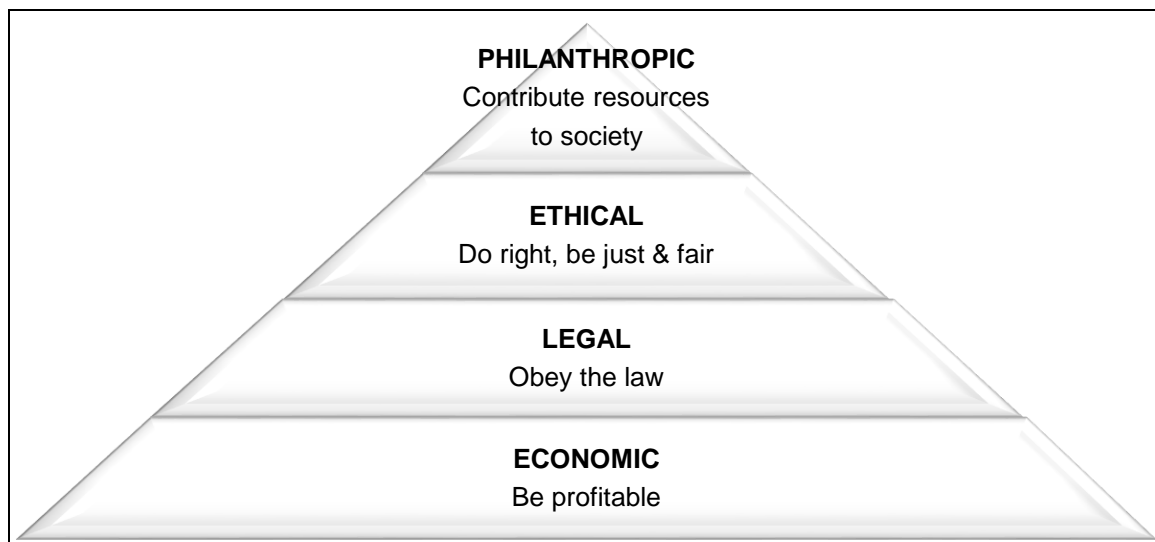 PHILANTHROPIC
Contribute resources
to society
ETHICAL
Do right, be just & fair
LEGAL
Obey the law
ECONOMIC
Be profitable